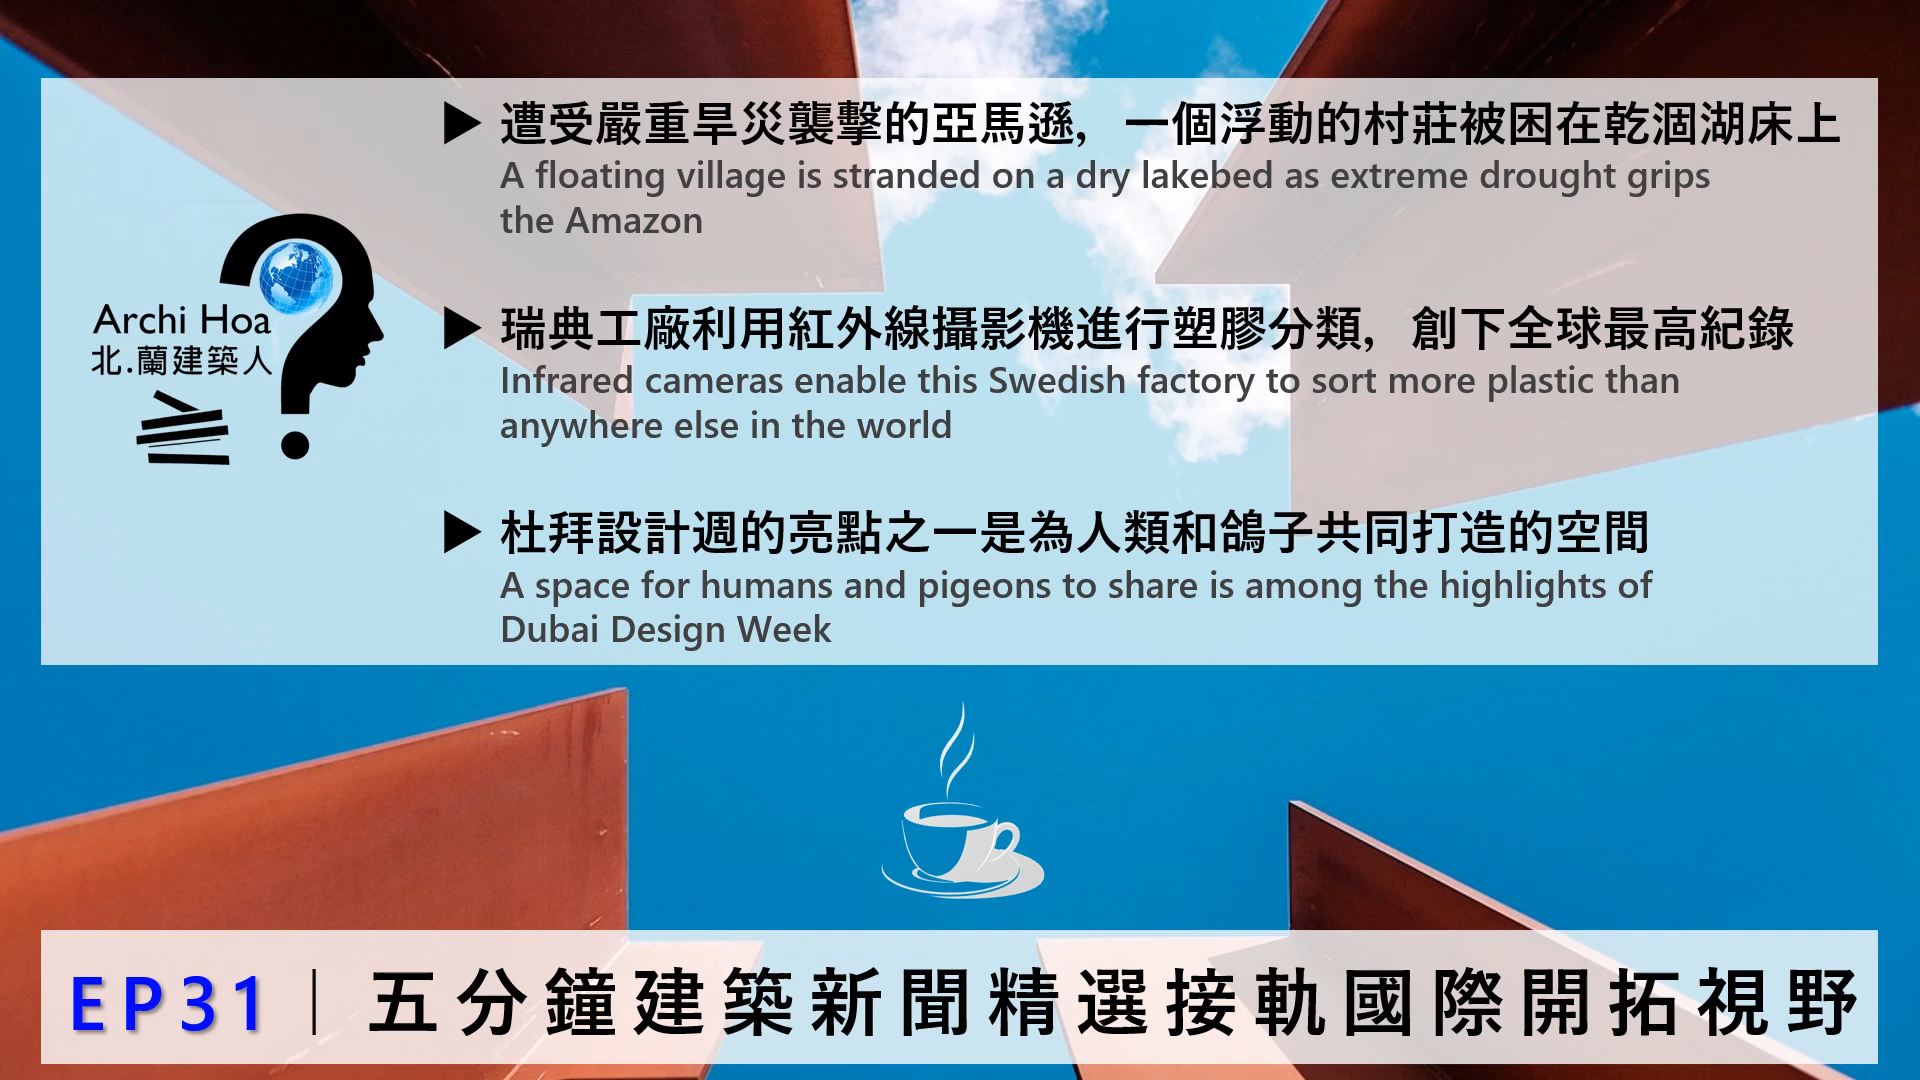 Archi Hoa
北.蘭建築人
▶ 遭受嚴重旱災襲擊的亞馬遜，一個浮動的村莊被困在乾涸湖床上
A floating village is stranded on a dry lakebed as extreme drought grips
the Amazon
▶ 瑞典工廠利用紅外線攝影機進行塑膠分類，創下全球最高紀錄
Infrared cameras enable this Swedish factory to sort more plastic than
anywhere else in the world
▶ 杜拜設計週的亮點之一是為人類和鴿子共同打造的空間
A space for humans and pigeons to share is among the highlights of
Dubai Design Week
EP31｜五分鐘建築新聞精選接軌國際開拓視野